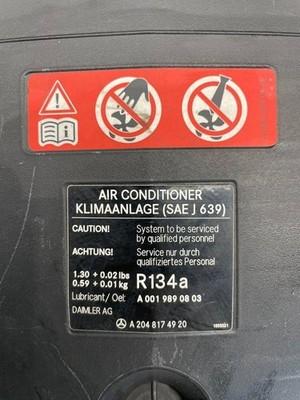 AIR CONDITIONER
KLIMAANLAGE (SAE J 639)
CAUTION! System to be serviced
by qualified personnel
ACHTUNG! Service nur durch
qualifiziertes Personal
1.30 + 0.02 lbs
0.59 + 0.01 kg R134a
Lubricant / Oel: A 001 989 08 03
DAIMLER AG
A 204 817 49 20